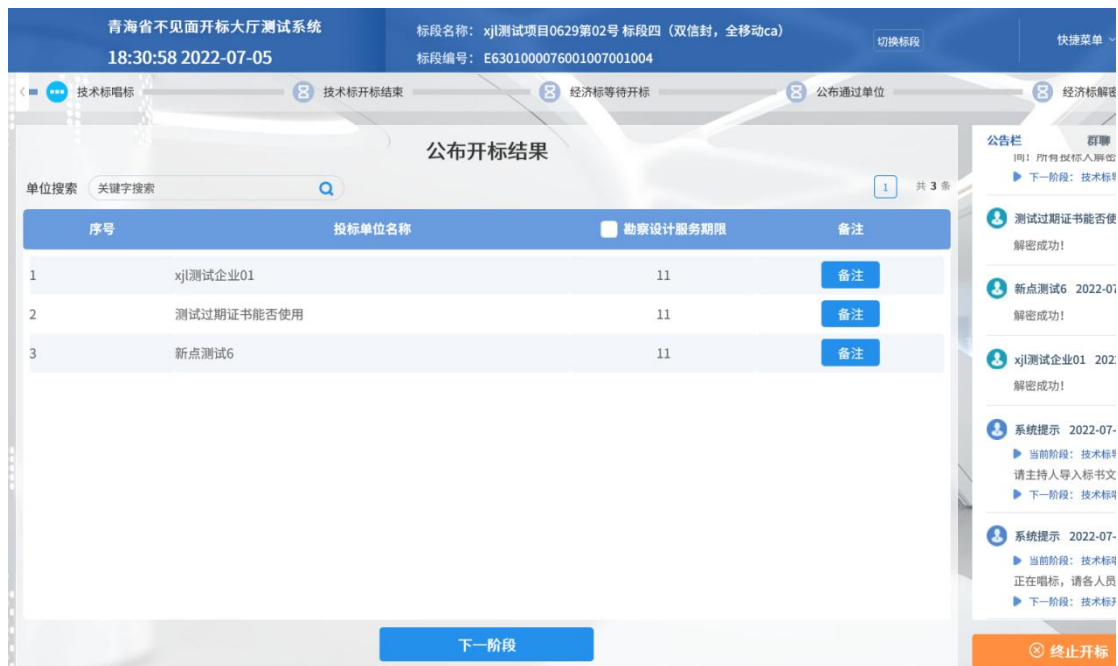 青海省不见面开标大厅测试系统
18:30:58 2022-07-05
标段名称： xjl测试项目0629第02号 标段四（双信封，全移动ca）
标段编号： E6301000076001007001004
切换标段
快捷菜单
技术标唱标
技术标开标结束
经济标等待开标
公布通过单位
经济标解密
公布开标结果
单位搜索
关键字搜索
1
共 3 条
序号
投标单位名称
勘察设计服务期限
备注
1 xjl测试企业01 11 备注
2 测试过期证书能否使用 11 备注
3 新点测试6 11 备注
下一阶段
公告栏
群聊
间！所有投标人解密
下一阶段： 技术标导
测试过期证书能否使
解密成功！
新点测试6 2022-07
解密成功！
xjl测试企业01 202
解密成功！
系统提示 2022-07-
当前阶段： 技术标导
请主持人导入标书文
下一阶段： 技术标唱
系统提示 2022-07-
当前阶段： 技术标唱
正在唱标，请各人员
下一阶段： 技术标开
终止开标